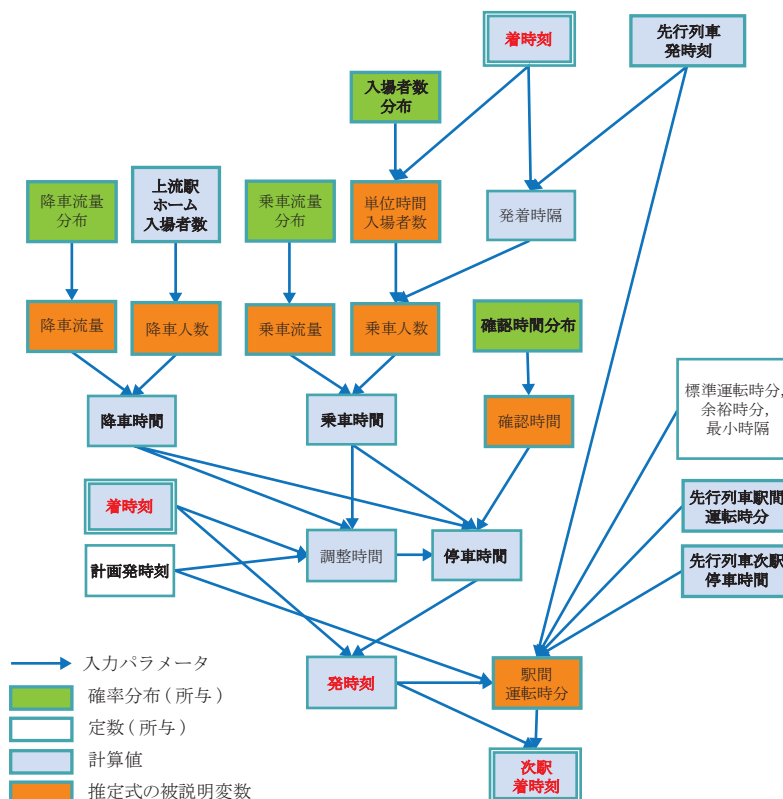 着時刻
先行列車
発時刻
入場者数
分布
降車流量
分布
上流駅
ホーム
入場者数
乗車流量
分布
単位時間
入場者数
発着時隔
降車流量
降車人数
乗車流量
乗車人数
確認時間分布
標準運転時分,
余裕時分,
最小時隔
降車時間
乗車時間
確認時間
着時刻
先行列車駅間
運転時分
計画発時刻
調整時間
停車時間
先行列車次駅
停車時間
入力パラメータ
確率分布(所与)
定数(所与)
計算値
推定式の被説明変数
発時刻
駅間
運転時分
次駅
着時刻